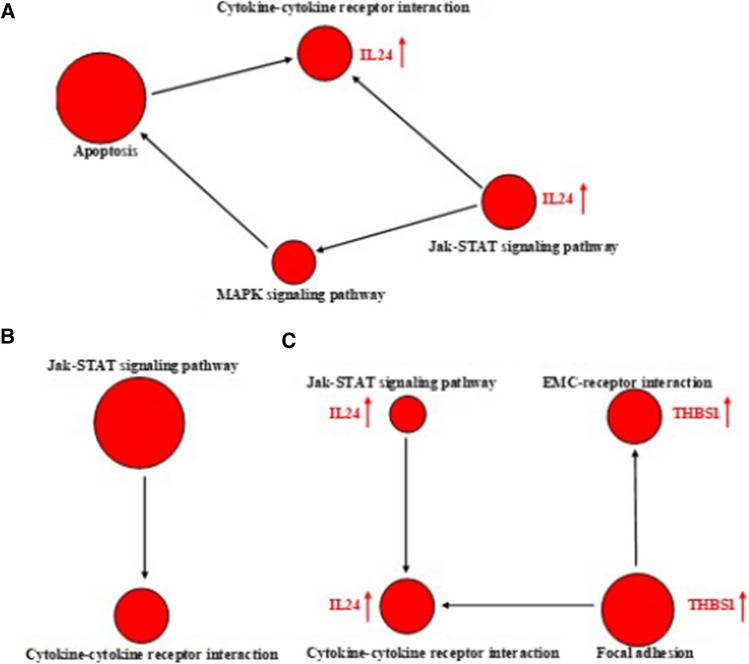 A
Cytokine-cytokine receptor interaction
IL24
Apoptosis
IL24
Jak-STAT signaling pathway
MAPK signaling pathway
B
C
Jak-STAT signaling pathway
Cytokine-cytokine receptor interaction
Jak-STAT signaling pathway
EMC-receptor interaction
IL24
THBS1
IL24
THBS1
Cytokine-cytokine receptor interaction
Focal adhesion